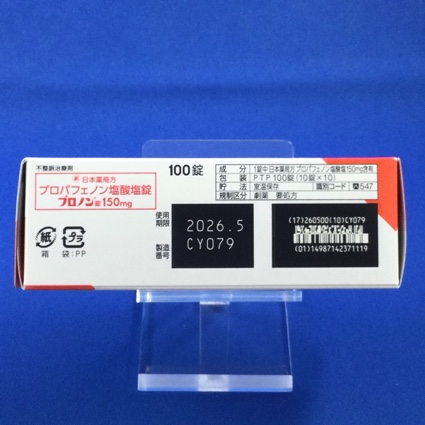 不整脈治療剤
日本薬局方
プロパフェノン塩酸塩錠
プロノン錠150mg
100錠
成分 1錠中 日本薬局方 プロパフェノン塩酸塩150mg含有
包装 PTP100錠(10錠×10)
貯法 室温保存 識別コード 547
規制区分 劇薬 要処方
使用
期限
2026.5
製造
番号
CY079
(17)260500(10)CY079
(01)14987142371119
紙
箱
プラ
袋:PP